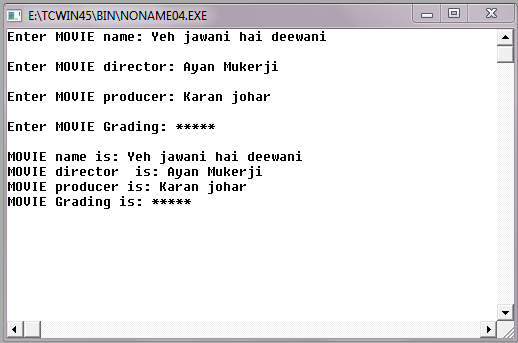 E:\TCWIN45\BIN\NONAME04.EXE
Enter MOVIE name: Yeh jawani hai deewani
Enter MOVIE director: Ayan Mukerji
Enter MOVIE producer: Karan johar
Enter MOVIE Grading: *****
MOVIE name is: Yeh jawani hai deewani
MOVIE director  is: Ayan Mukerji
MOVIE producer is: Karan johar
MOVIE Grading is: *****